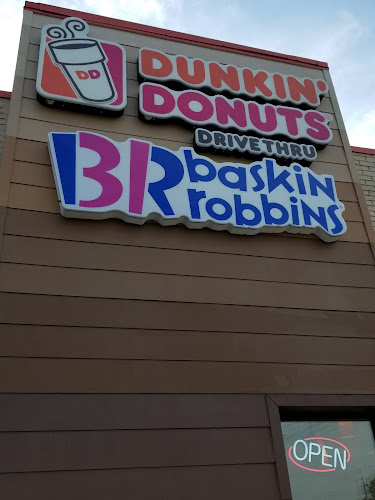 DD
DUNKIN'
DONUTS
DRIVE THRU
BR baskin
robbins
OPEN